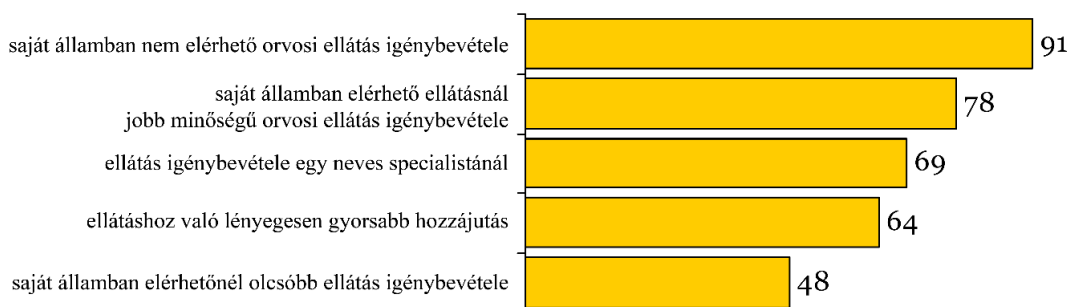 saját államban nem elérhető orvosi ellátás igénybevétele
91
saját államban elérhető ellátásnál
jobb minőségű orvosi ellátás igénybevétele
78
ellátás igénybevétele egy neves specialistánál
69
ellátáshoz való lényegesen gyorsabb hozzájutás
64
saját államban elérhetőnél olcsóbb ellátás igénybevétele
48